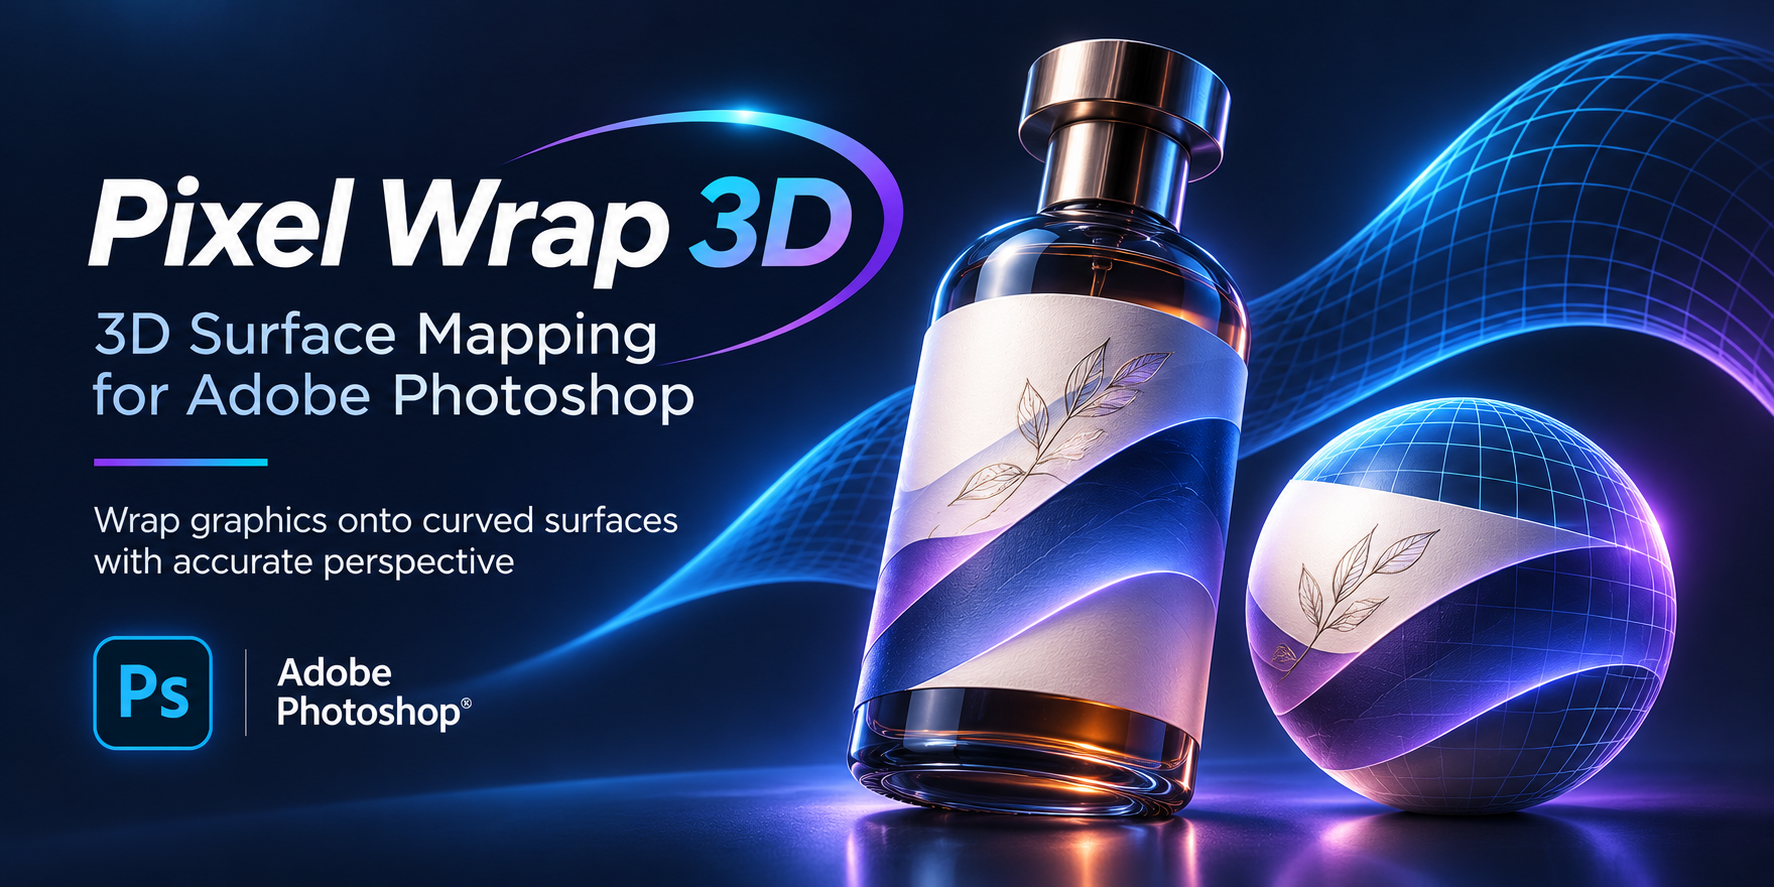 Pixel Wrap 3D
3D Surface Mapping
for Adobe Photoshop
Wrap graphics onto curved surfaces
with accurate perspective
Ps
Adobe
Photoshop®